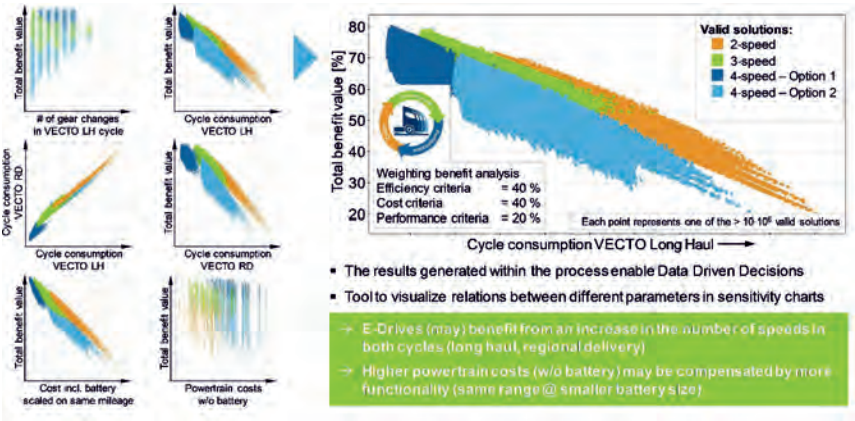 Total benefit value
# of gear changes
in VECTO LH cycle
Total benefit value
Cycle consumption
VECTO LH
Cycle consumption
VECTO RD
Cycle consumption
VECTO LH
Total benefit value
Cycle consumption
VECTO RD
Total benefit value
Cost incl. battery
scaled on same mileage
Total benefit value
Powertrain costs
w/o battery
Total benefit value [%]
80
70
60
50
40
30
20
Valid solutions:
2-speed
3-speed
4-speed – Option 1
4-speed – Option 2
Weighting benefit analysis
Efficiency criteria = 40 %
Cost criteria = 40 %
Performance criteria = 20 %
Each point represents one of the > 10·10⁶ valid solutions
Cycle consumption VECTO Long Haul
▪ The results generated within the process enable Data Driven Decisions
▪ Tool to visualize relations between different parameters in sensitivity charts
→ E-Drives (may) benefit from an increase in the number of speeds in
both cycles (long haul, regional delivery)
→ Higher powertrain costs (w/o battery) may be compensated by more
functionality (same range @ smaller battery size)